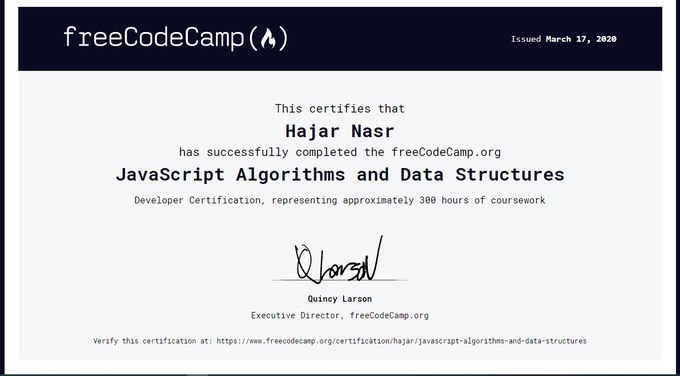 freeCodeCamp(🔥)
Issued March 17, 2020
This certifies that
Hajar Nasr
has successfully completed the freeCodeCamp.org
JavaScript Algorithms and Data Structures
Developer Certification, representing approximately 300 hours of coursework
QLarson
Quincy Larson
Executive Director, freeCodeCamp.org
Verify this certification at: https://www.freecodecamp.org/certification/hajar/javascript-algorithms-and-data-structures